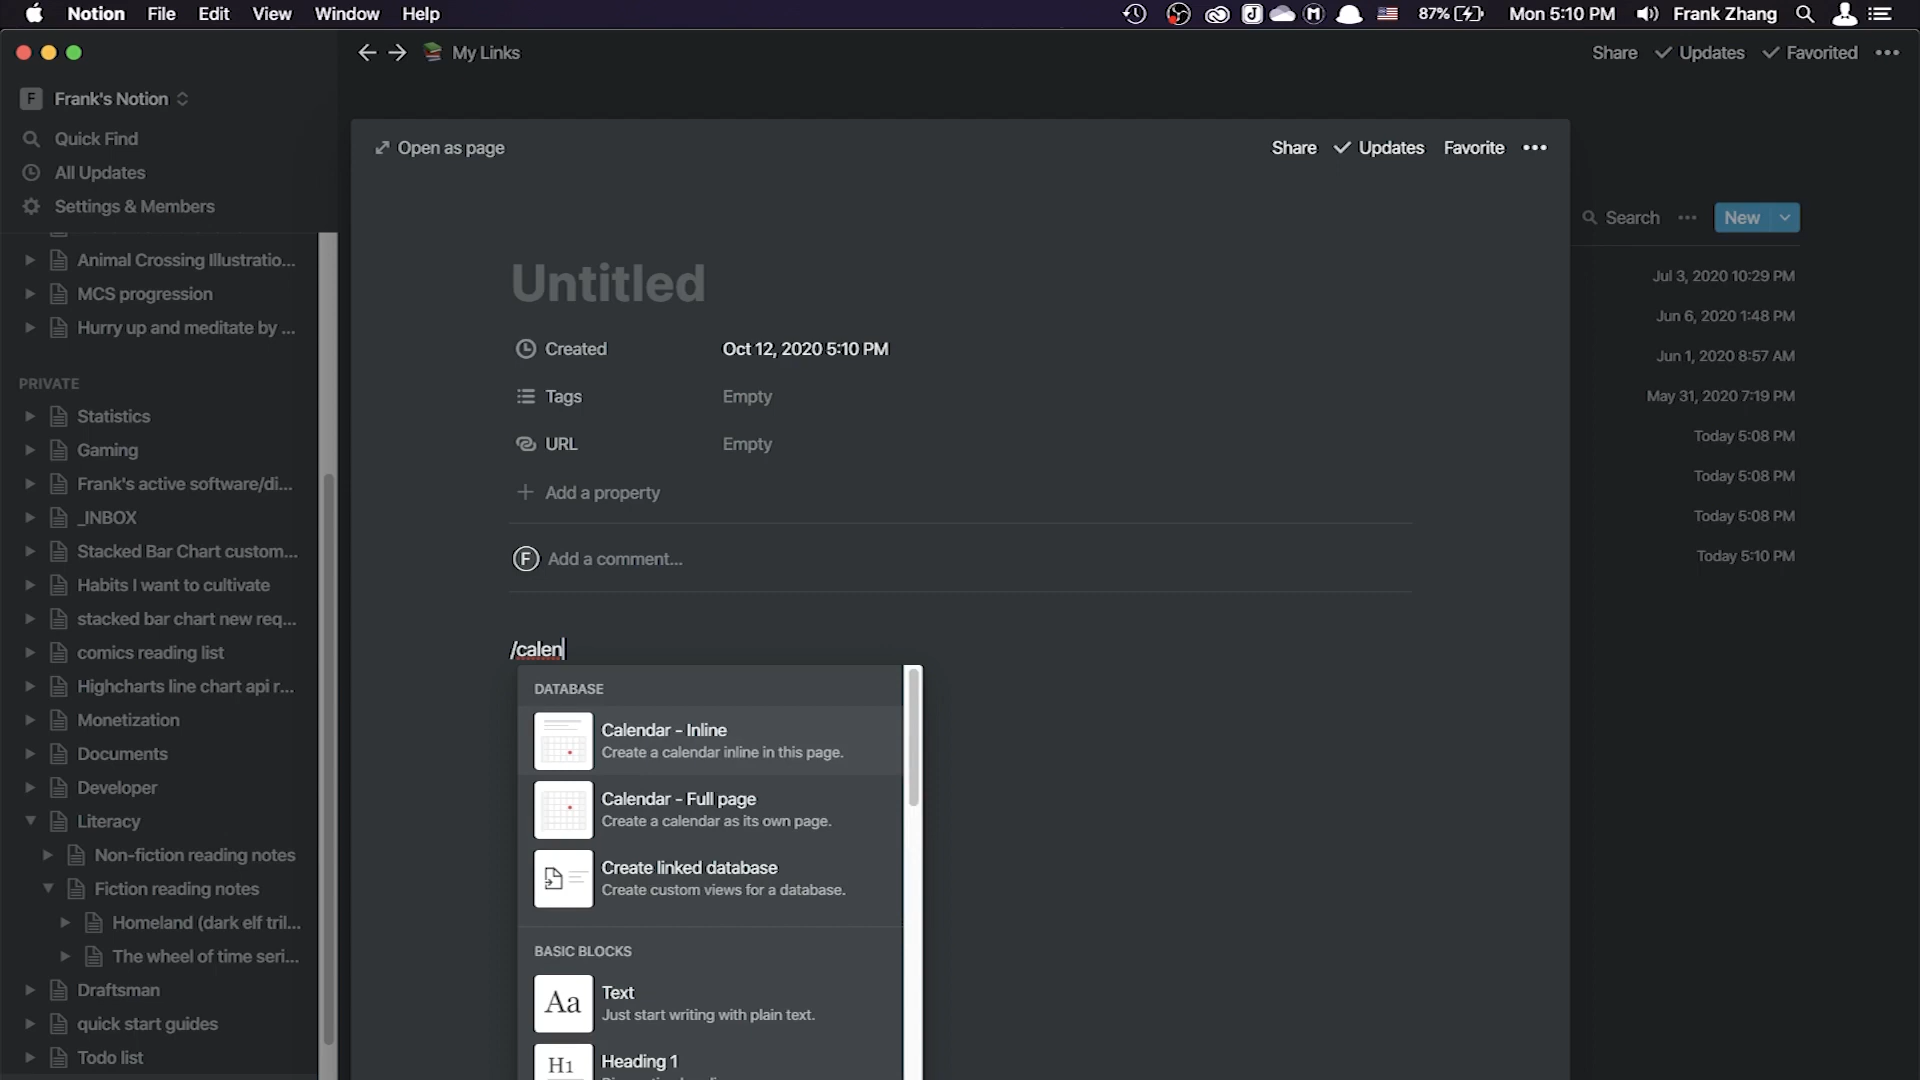 Notion File Edit View Window Help 87% Mon 5:10 PM Frank Zhang
My Links Share Updates Favorited
F Frank's Notion
Quick Find
All Updates
Settings & Members
Animal Crossing Illustratio...
MCS progression
Hurry up and meditate by ...
PRIVATE
Statistics
Gaming
Frank's active software/di...
_INBOX
Stacked Bar Chart custom...
Habits I want to cultivate
stacked bar chart new req...
comics reading list
Highcharts line chart api r...
Monetization
Documents
Developer
Literacy
Non-fiction reading notes
Fiction reading notes
Homeland (dark elf tril...
The wheel of time seri...
Draftsman
quick start guides
Todo list
Open as page Share Updates Favorite
Untitled
Created Oct 12, 2020 5:10 PM
Tags Empty
URL Empty
Add a property
F Add a comment...
/calen
DATABASE
Calendar - Inline
Create a calendar inline in this page.
Calendar - Full page
Create a calendar as its own page.
Create linked database
Create custom views for a database.
BASIC BLOCKS
Aa Text
Just start writing with plain text.
H1 Heading 1
Search New
Jul 3, 2020 10:29 PM
Jun 6, 2020 1:48 PM
Jun 1, 2020 8:57 AM
May 31, 2020 7:19 PM
Today 5:08 PM
Today 5:08 PM
Today 5:08 PM
Today 5:10 PM